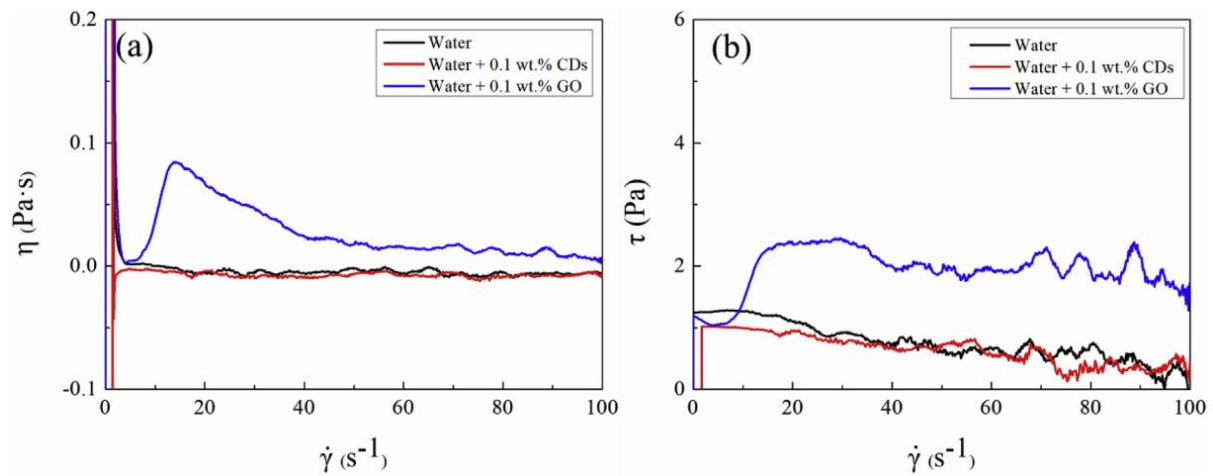 (a)
Water
Water + 0.1 wt.% CDs
Water + 0.1 wt.% GO
0.2
0.1
0.0
-0.1
η (Pa·s)
0
20
40
60
80
100
γ̇ (s-1)
(b)
Water
Water + 0.1 wt.% CDs
Water + 0.1 wt.% GO
6
4
2
0
τ (Pa)
0
20
40
60
80
100
γ̇ (s-1)